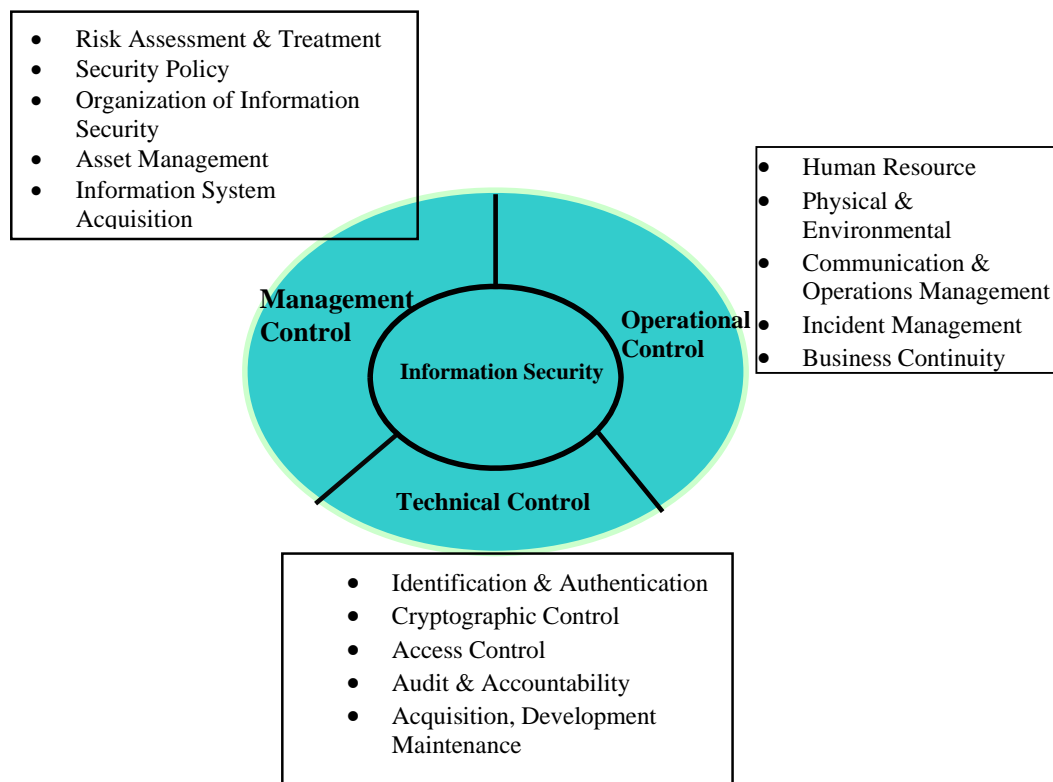 • Risk Assessment & Treatment
• Security Policy
• Organization of Information
Security
• Asset Management
• Information System
Acquisition
• Human Resource
• Physical &
Environmental
• Communication &
Operations Management
• Incident Management
• Business Continuity
Management
Control
Operational
Control
Information Security
Technical Control
• Identification & Authentication
• Cryptographic Control
• Access Control
• Audit & Accountability
• Acquisition, Development
Maintenance